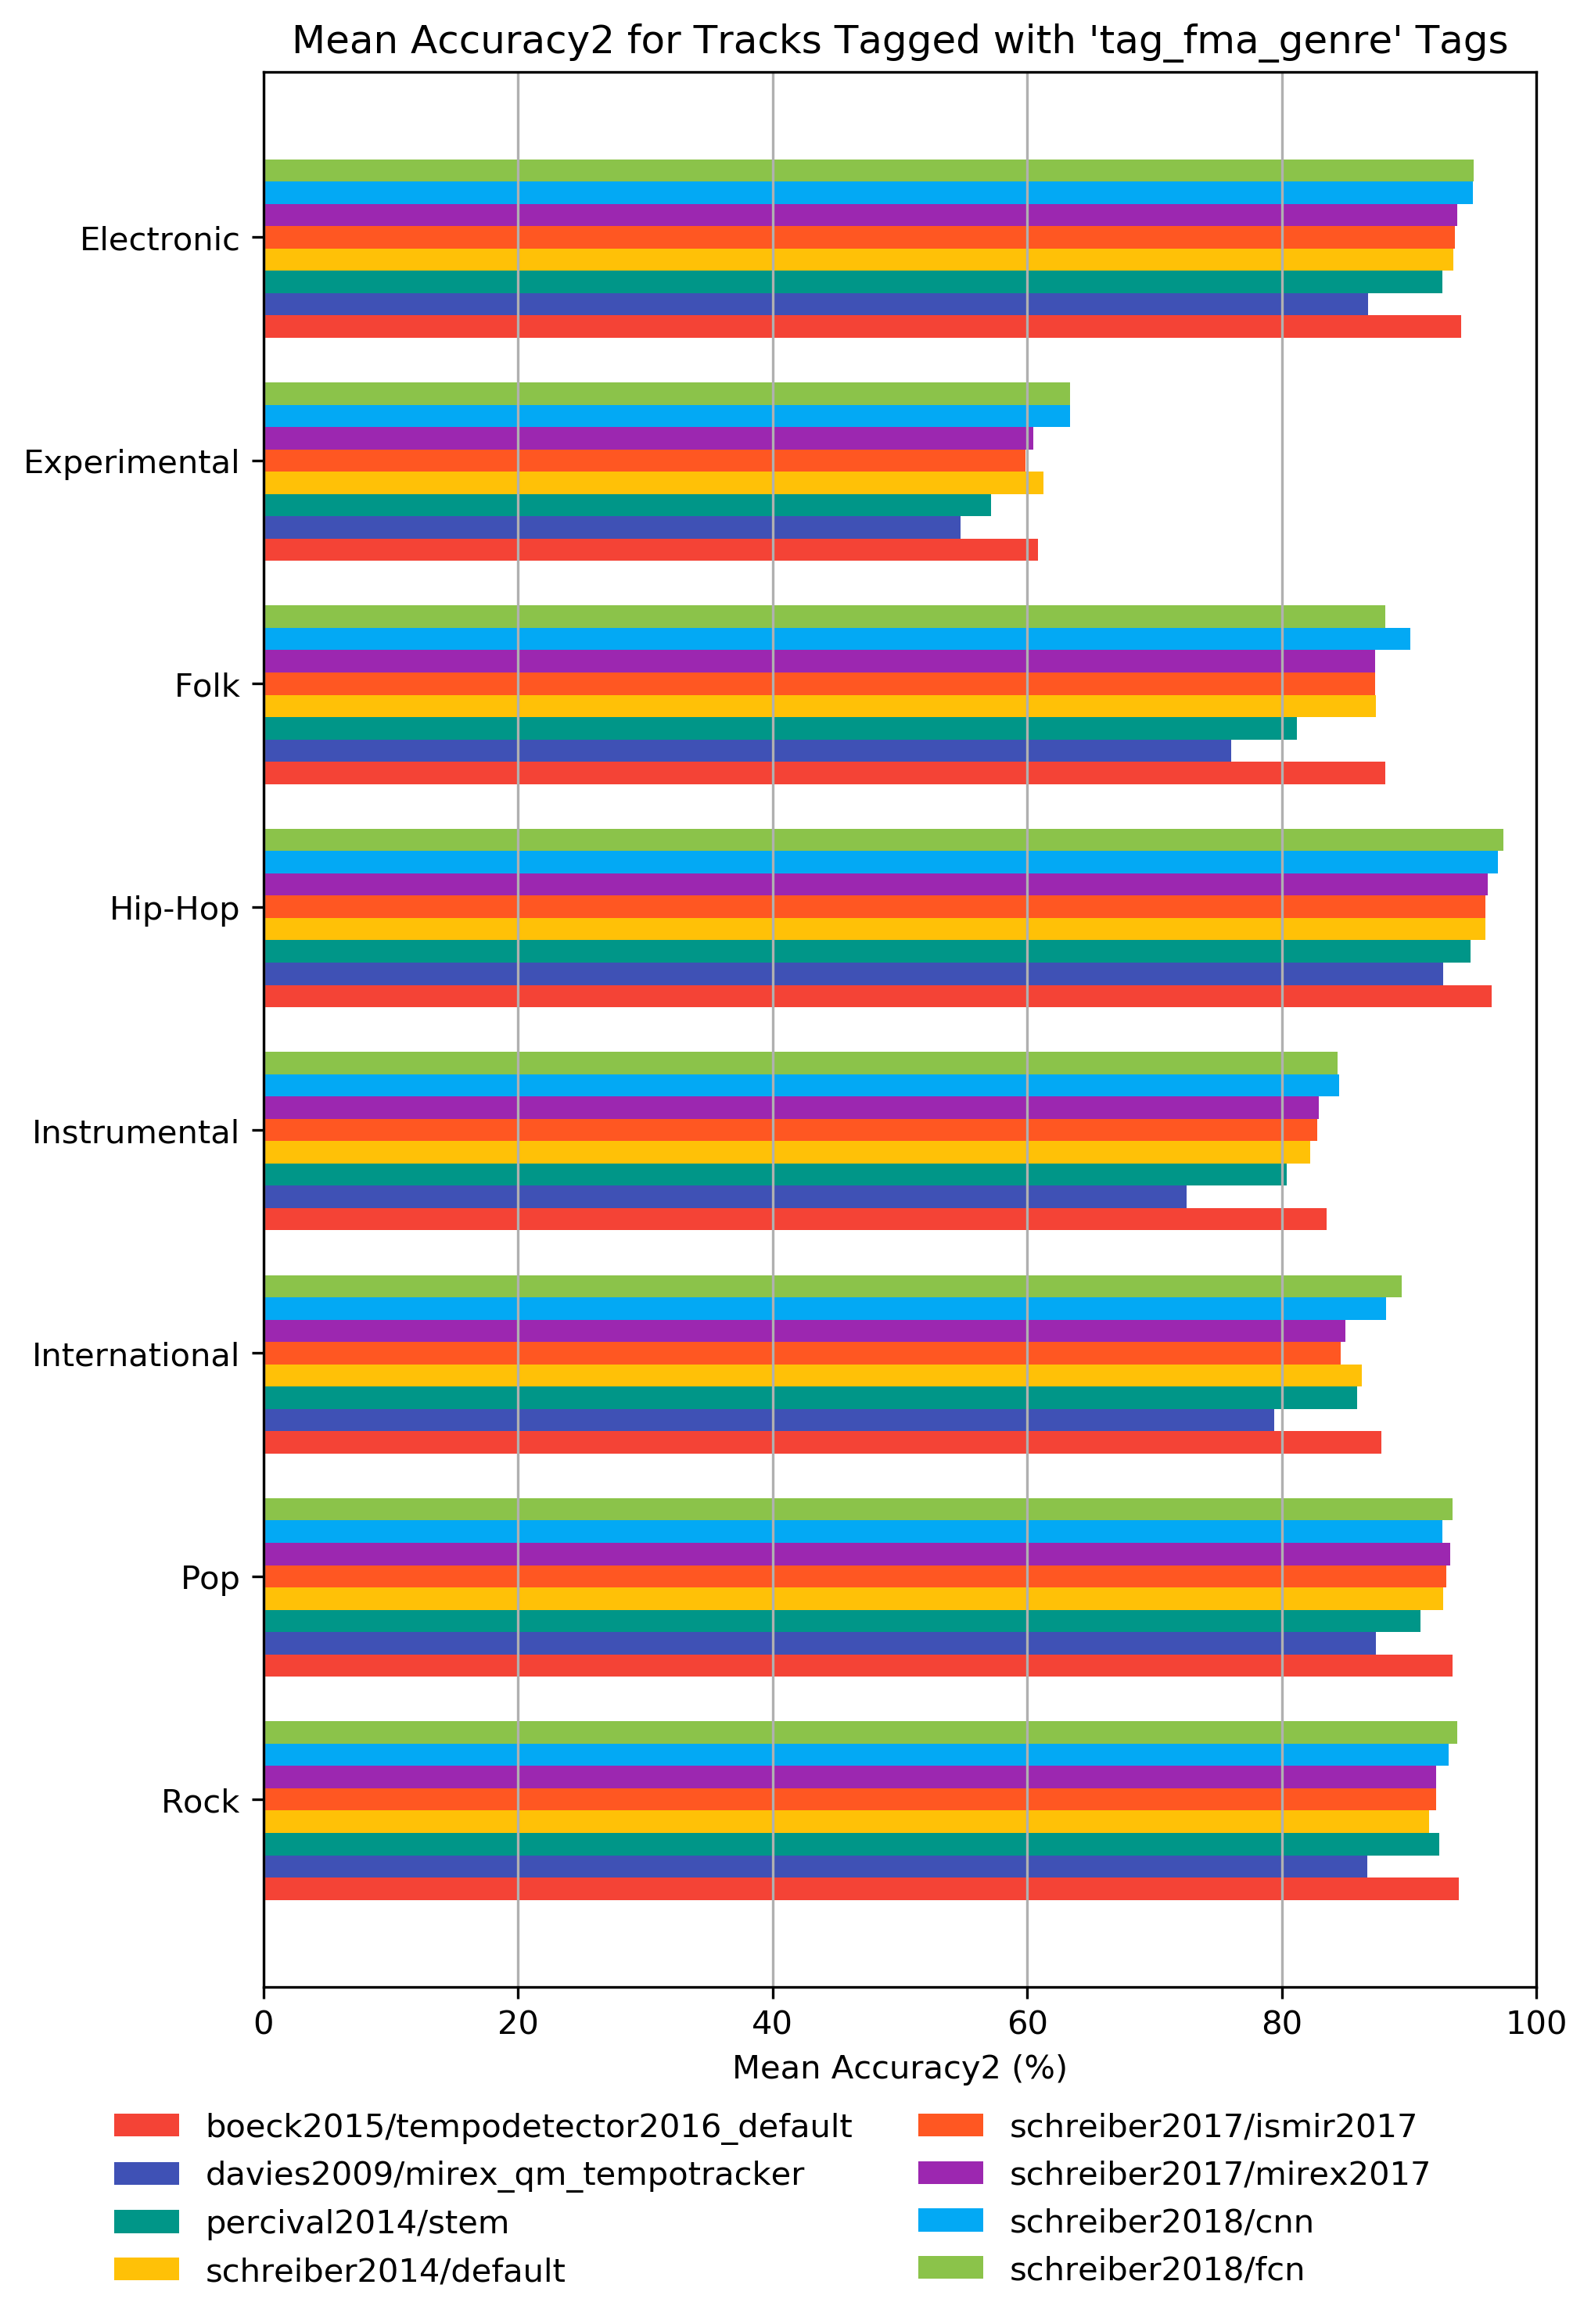 Mean Accuracy2 for Tracks Tagged with 'tag_fma_genre' Tags
Electronic
Experimental
Folk
Hip-Hop
Instrumental
International
Pop
Rock
0 20 40 60 80 100
Mean Accuracy2 (%)
boeck2015/tempodetector2016_default
davies2009/mirex_qm_tempotracker
percival2014/stem
schreiber2014/default
schreiber2017/ismir2017
schreiber2017/mirex2017
schreiber2018/cnn
schreiber2018/fcn